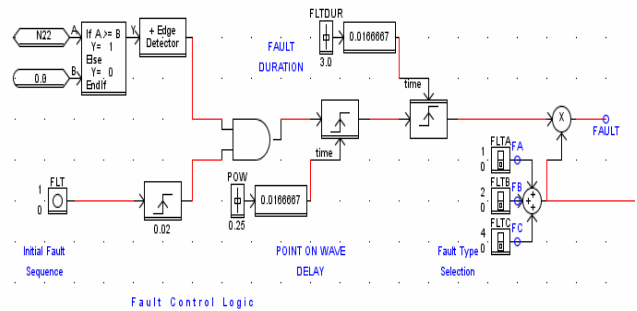 N22
A
If A >= B
Y= 1
Else
Y= 0
EndIf
Y
+ Edge
Detector
0.0
B
FLTDUR
0.0166667
3.0
FAULT
DURATION
time
FLT
1
0
0.02
time
POW
0.0166667
0.25
X
FAULT
FLTA
FA
1
0
FLTB
FB
2
0
+
+
+
FLTC
FC
4
0
Initial Fault
Sequence
POINT ON WAVE
DELAY
Fault Type
Selection
Fault Control Logic